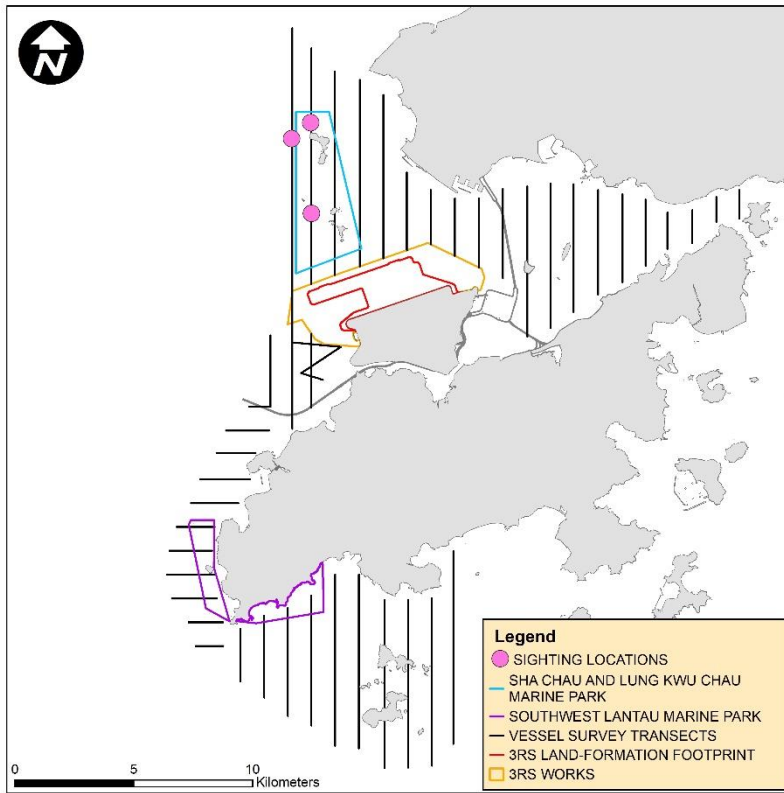 N
Legend
SIGHTING LOCATIONS
SHA CHAU AND LUNG KWU CHAU
MARINE PARK
SOUTHWEST LANTAU MARINE PARK
VESSEL SURVEY TRANSECTS
3RS LAND-FORMATION FOOTPRINT
3RS WORKS
0 5 10
Kilometers